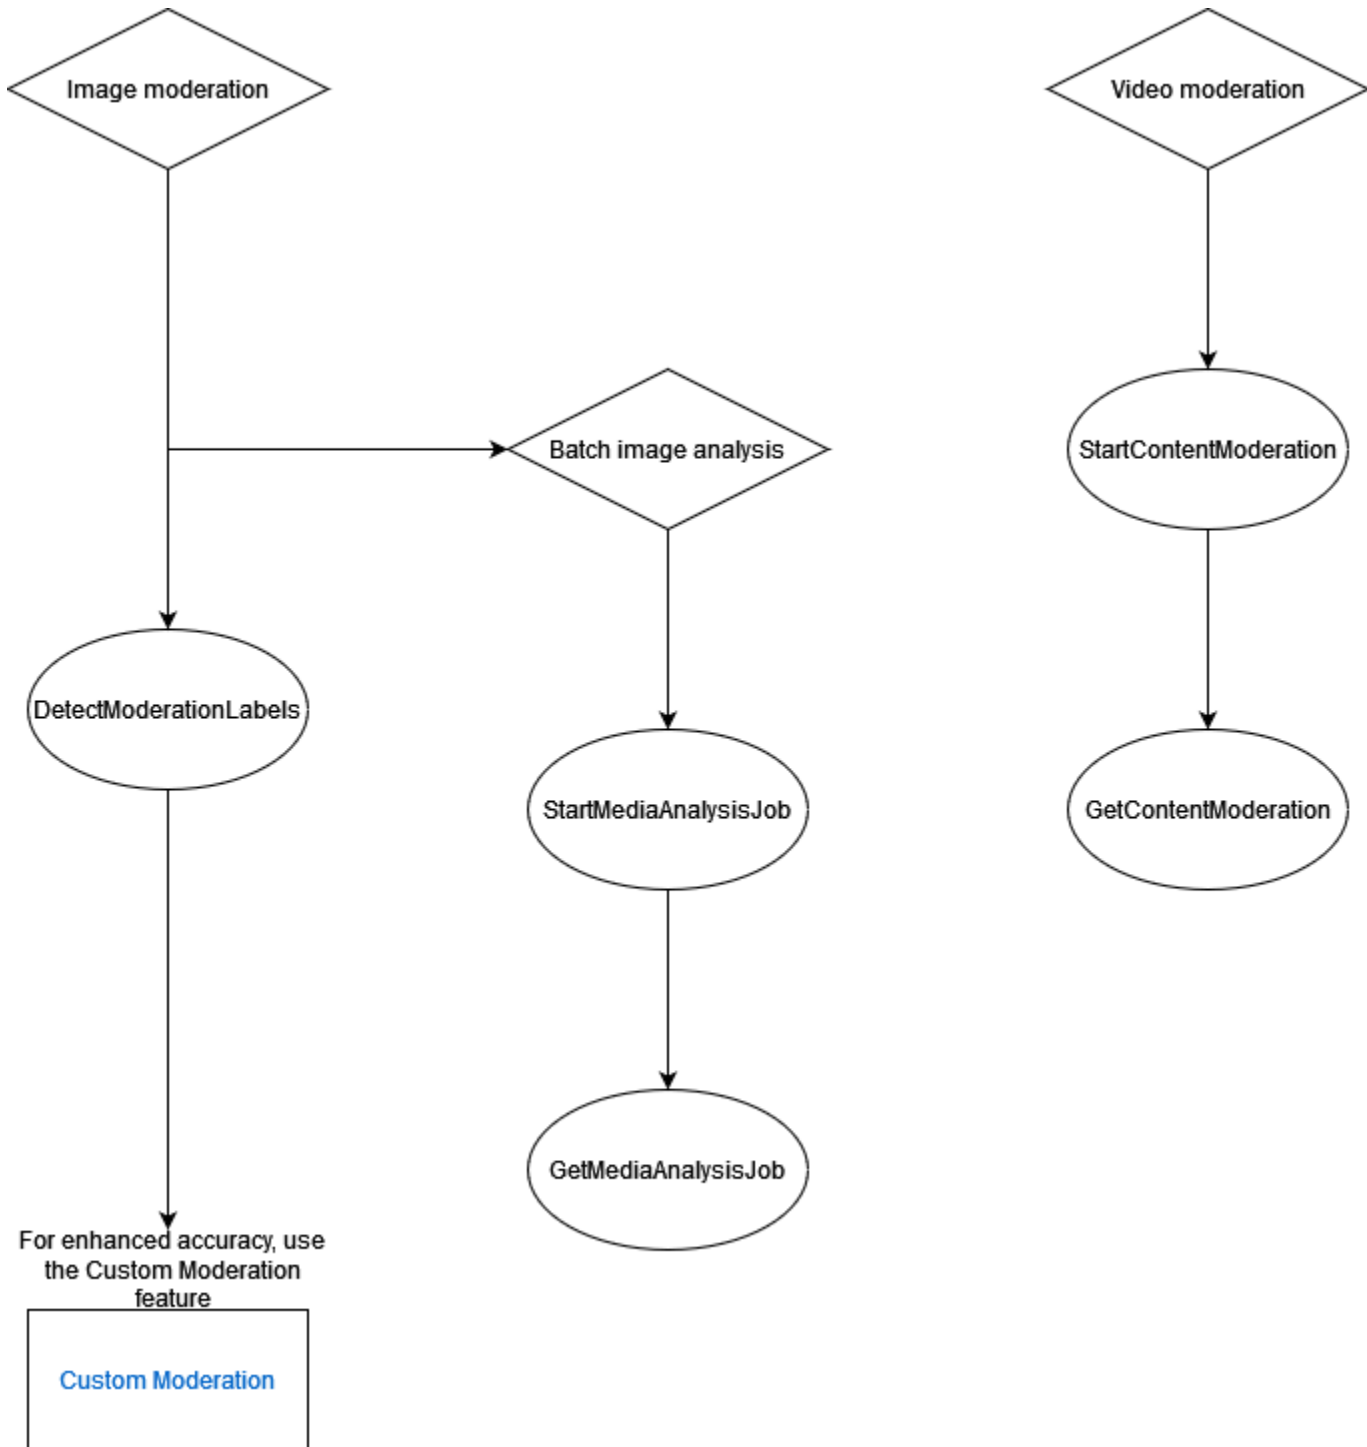 Image moderation
Video moderation
Batch image analysis
StartContentModeration
DetectModerationLabels
StartMediaAnalysisJob
GetContentModeration
GetMediaAnalysisJob
For enhanced accuracy, use
the Custom Moderation
feature
Custom Moderation